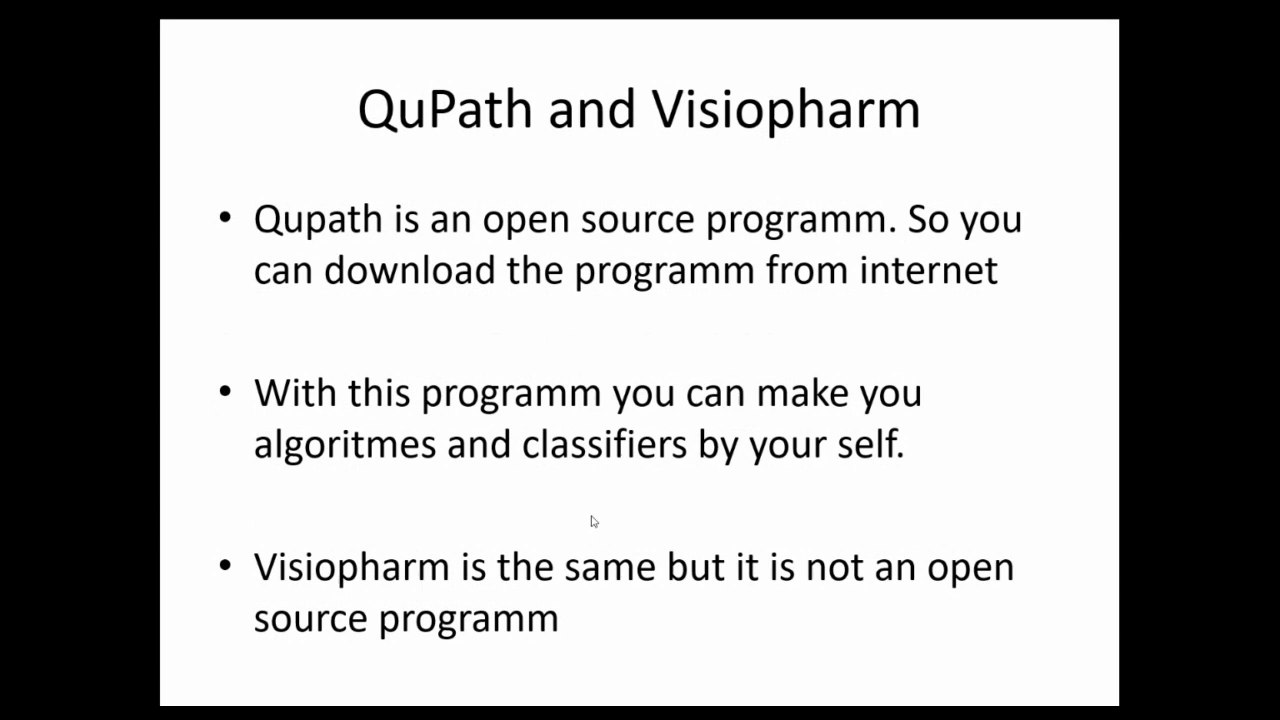 QuPath and Visiopharm
• Qupath is an open source programm. So you
can download the programm from internet
• With this programm you can make you
algoritmes and classifiers by your self.
• Visiopharm is the same but it is not an open
source programm